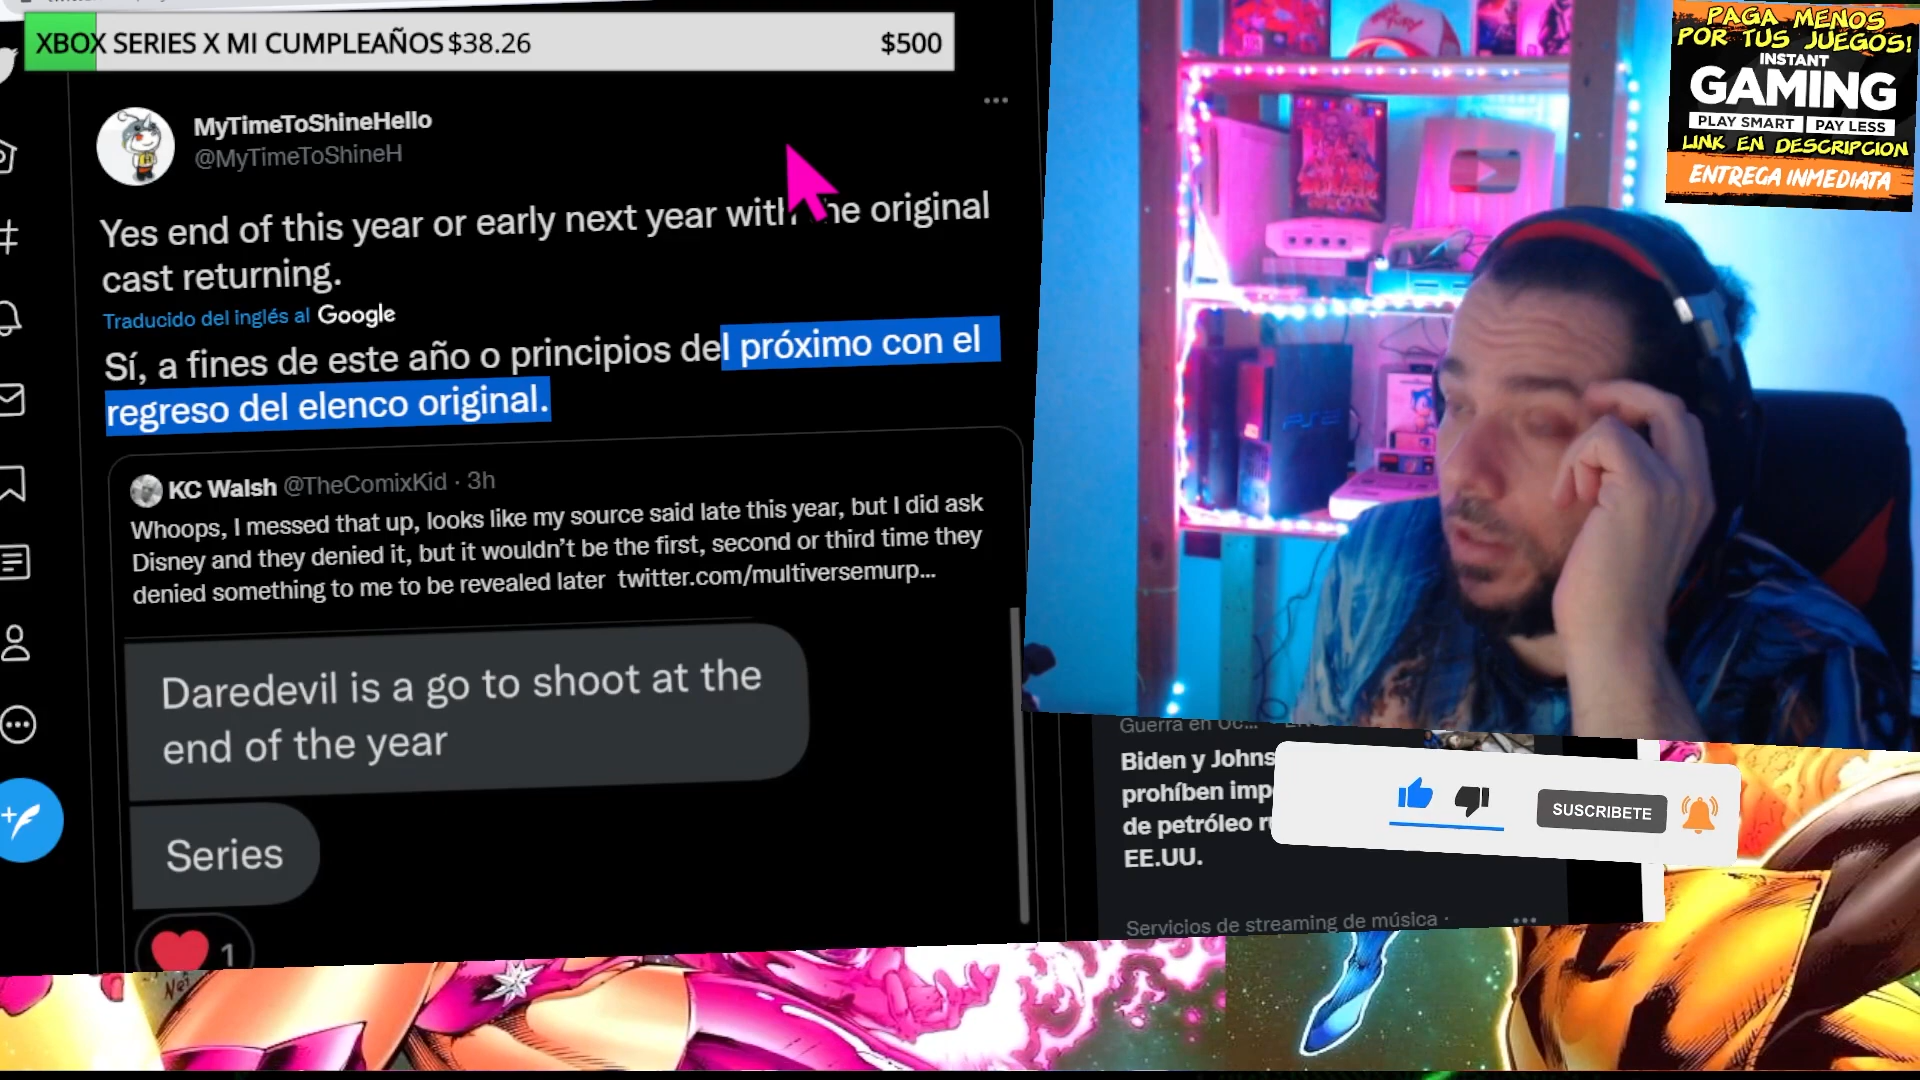 XBOX SERIES X MI CUMPLEAÑOS $38.26 $500
MyTimeToShineHello
@MyTimeToShineH
Yes end of this year or early next year with the original
cast returning.
Traducido del inglés al Google
Sí, a fines de este año o principios del próximo con el
regreso del elenco original.
KC Walsh @TheComixKid · 3h
Whoops, I messed that up, looks like my source said late this year, but I did ask
Disney and they denied it, but it wouldn't be the first, second or third time they
denied something to me to be revealed later twitter.com/multiversemurp...
Daredevil is a go to shoot at the
end of the year
Series
1
PAGA MENOS
POR TUS JUEGOS!
INSTANT
GAMING
PLAY SMART PAY LESS
LINK EN DESCRIPCION
ENTREGA INMEDIATA
PS2
Guerra en Uc...
Biden y Johns
prohíben imp
de petróleo r
EE.UU.
Servicios de streaming de música ·
SUSCRIBETE